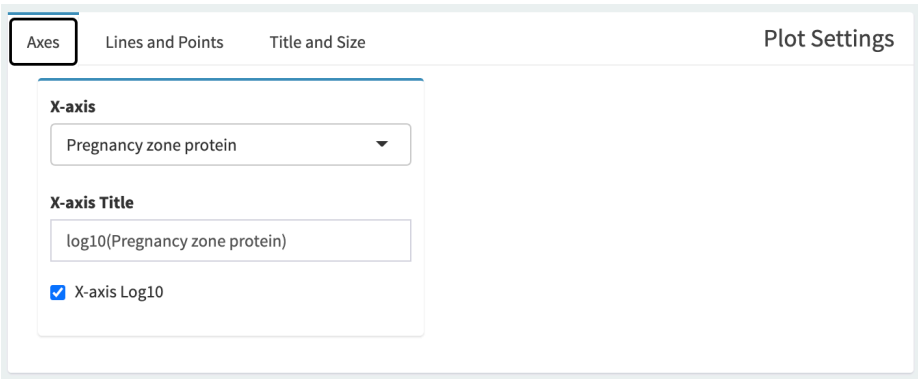 Axes Lines and Points Title and Size Plot Settings
X-axis
Pregnancy zone protein
X-axis Title
log10(Pregnancy zone protein)
X-axis Log10